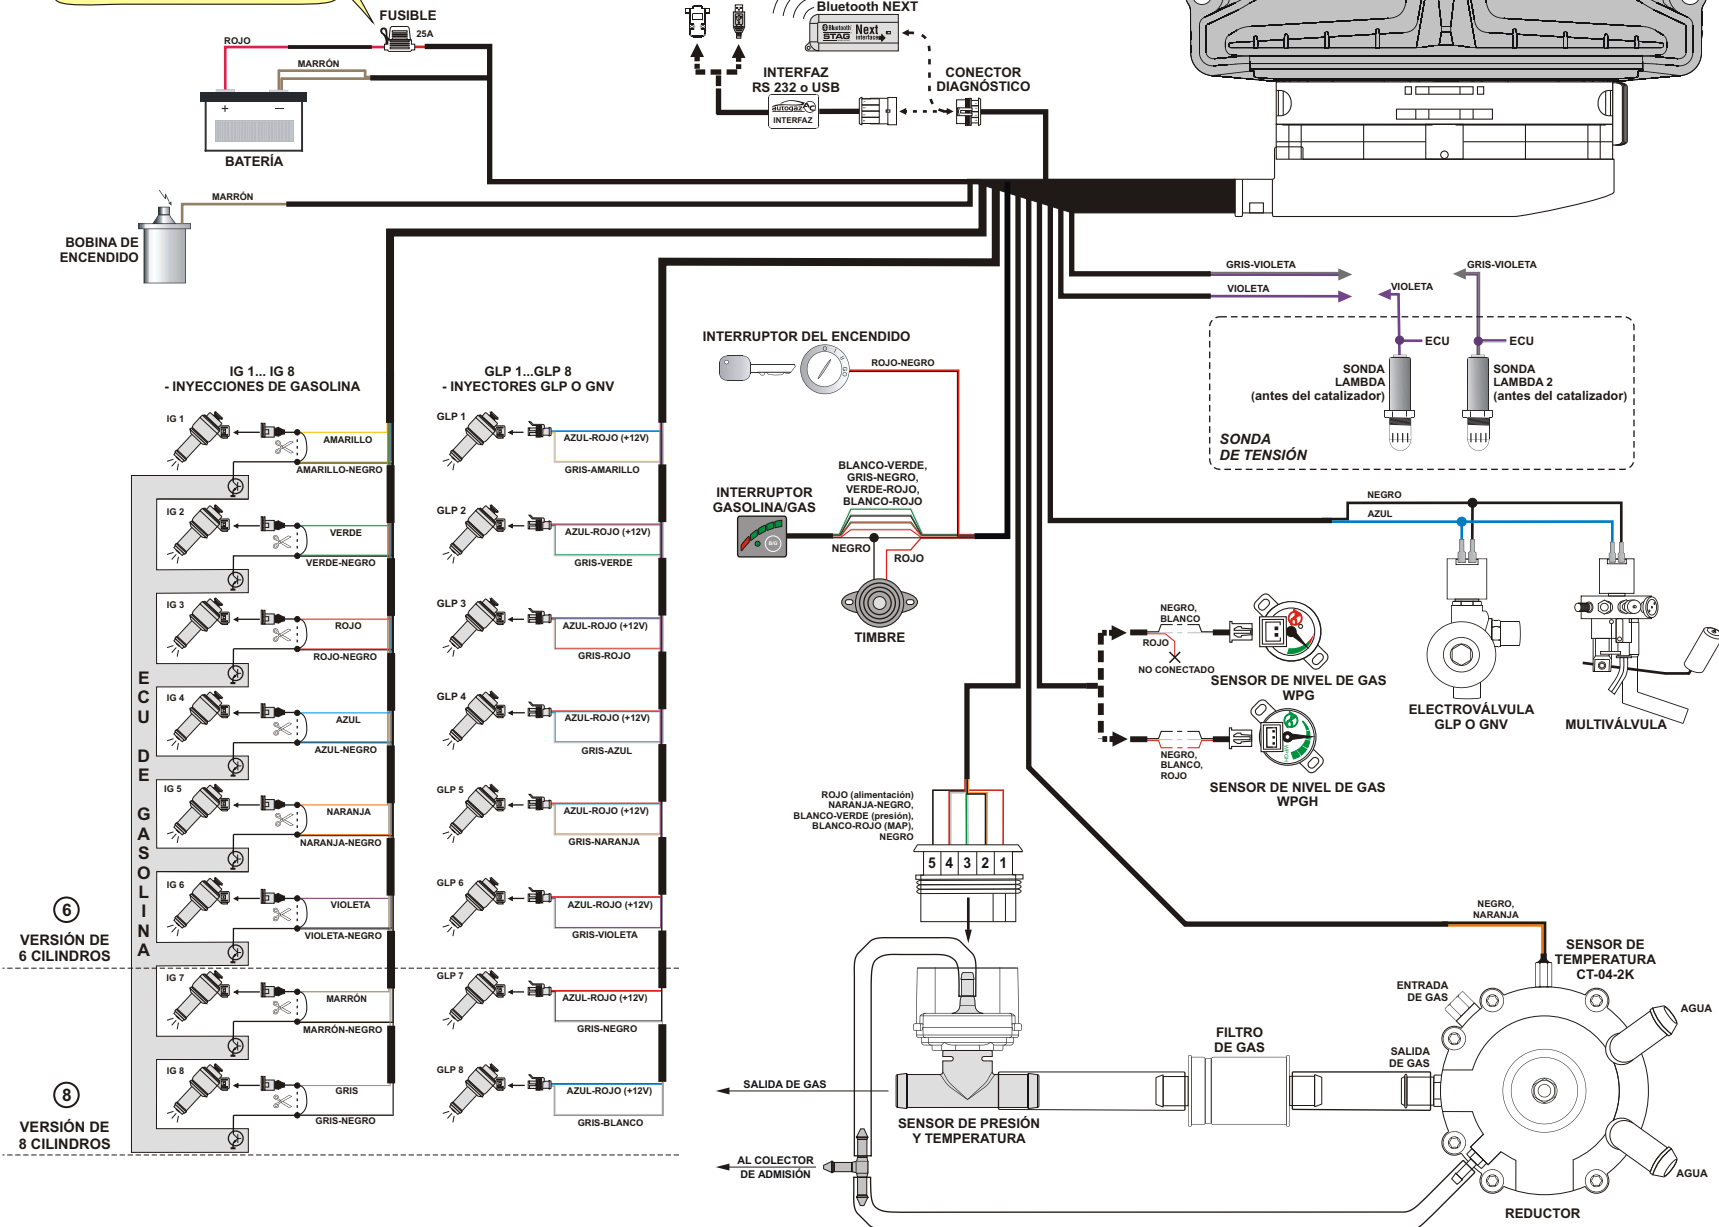 FUSIBLE
25A
ROJO
MARRÓN
+
–
BATERÍA
MARRÓN
BOBINA DE
ENCENDIDO
Bluetooth NEXT
Bluetooth
STAG
Next
interface
INTERFAZ
RS 232 o USB
autogaz
INTERFAZ
CONECTOR
DIAGNÓSTICO
GRIS-VIOLETA
VIOLETA
GRIS-VIOLETA
VIOLETA
ECU
ECU
SONDA
LAMBDA
(antes del catalizador)
SONDA
LAMBDA 2
(antes del catalizador)
SONDA
DE TENSIÓN
IG 1... IG 8
- INYECCIONES DE GASOLINA
GLP 1...GLP 8
- INYECTORES GLP O GNV
IG 1
AMARILLO
AMARILLO-NEGRO
IG 2
VERDE
VERDE-NEGRO
IG 3
ROJO
ROJO-NEGRO
IG 4
AZUL
AZUL-NEGRO
IG 5
NARANJA
NARANJA-NEGRO
IG 6
VIOLETA
VIOLETA-NEGRO
IG 7
MARRÓN
MARRÓN-NEGRO
IG 8
GRIS
GRIS-NEGRO
ECU DE GASOLINA
6
VERSIÓN DE
6 CILINDROS
8
VERSIÓN DE
8 CILINDROS
GLP 1
AZUL-ROJO (+12V)
GRIS-AMARILLO
GLP 2
AZUL-ROJO (+12V)
GRIS-VERDE
GLP 3
AZUL-ROJO (+12V)
GRIS-ROJO
GLP 4
AZUL-ROJO (+12V)
GRIS-AZUL
GLP 5
AZUL-ROJO (+12V)
GRIS-NARANJA
GLP 6
AZUL-ROJO (+12V)
GRIS-VIOLETA
GLP 7
AZUL-ROJO (+12V)
GRIS-NEGRO
GLP 8
AZUL-ROJO (+12V)
GRIS-BLANCO
INTERRUPTOR DEL ENCENDIDO
ROJO-NEGRO
BLANCO-VERDE,
GRIS-NEGRO,
VERDE-ROJO,
BLANCO-ROJO
INTERRUPTOR
GASOLINA/GAS
NEGRO
ROJO
TIMBRE
NEGRO
AZUL
ELECTROVÁLVULA
GLP O GNV
MULTIVÁLVULA
NEGRO,
BLANCO
ROJO
NO CONECTADO
SENSOR DE NIVEL DE GAS
WPG
NEGRO,
BLANCO,
ROJO
SENSOR DE NIVEL DE GAS
WPGH
ROJO (alimentación)
NARANJA-NEGRO,
BLANCO-VERDE (presión),
BLANCO-ROJO (MAP),
NEGRO
5 4 3 2 1
NEGRO,
NARANJA
SENSOR DE
TEMPERATURA
CT-04-2K
ENTRADA
DE GAS
AGUA
SALIDA
DE GAS
FILTRO
DE GAS
SALIDA DE GAS
SENSOR DE PRESIÓN
Y TEMPERATURA
AL COLECTOR
DE ADMISIÓN
AGUA
REDUCTOR